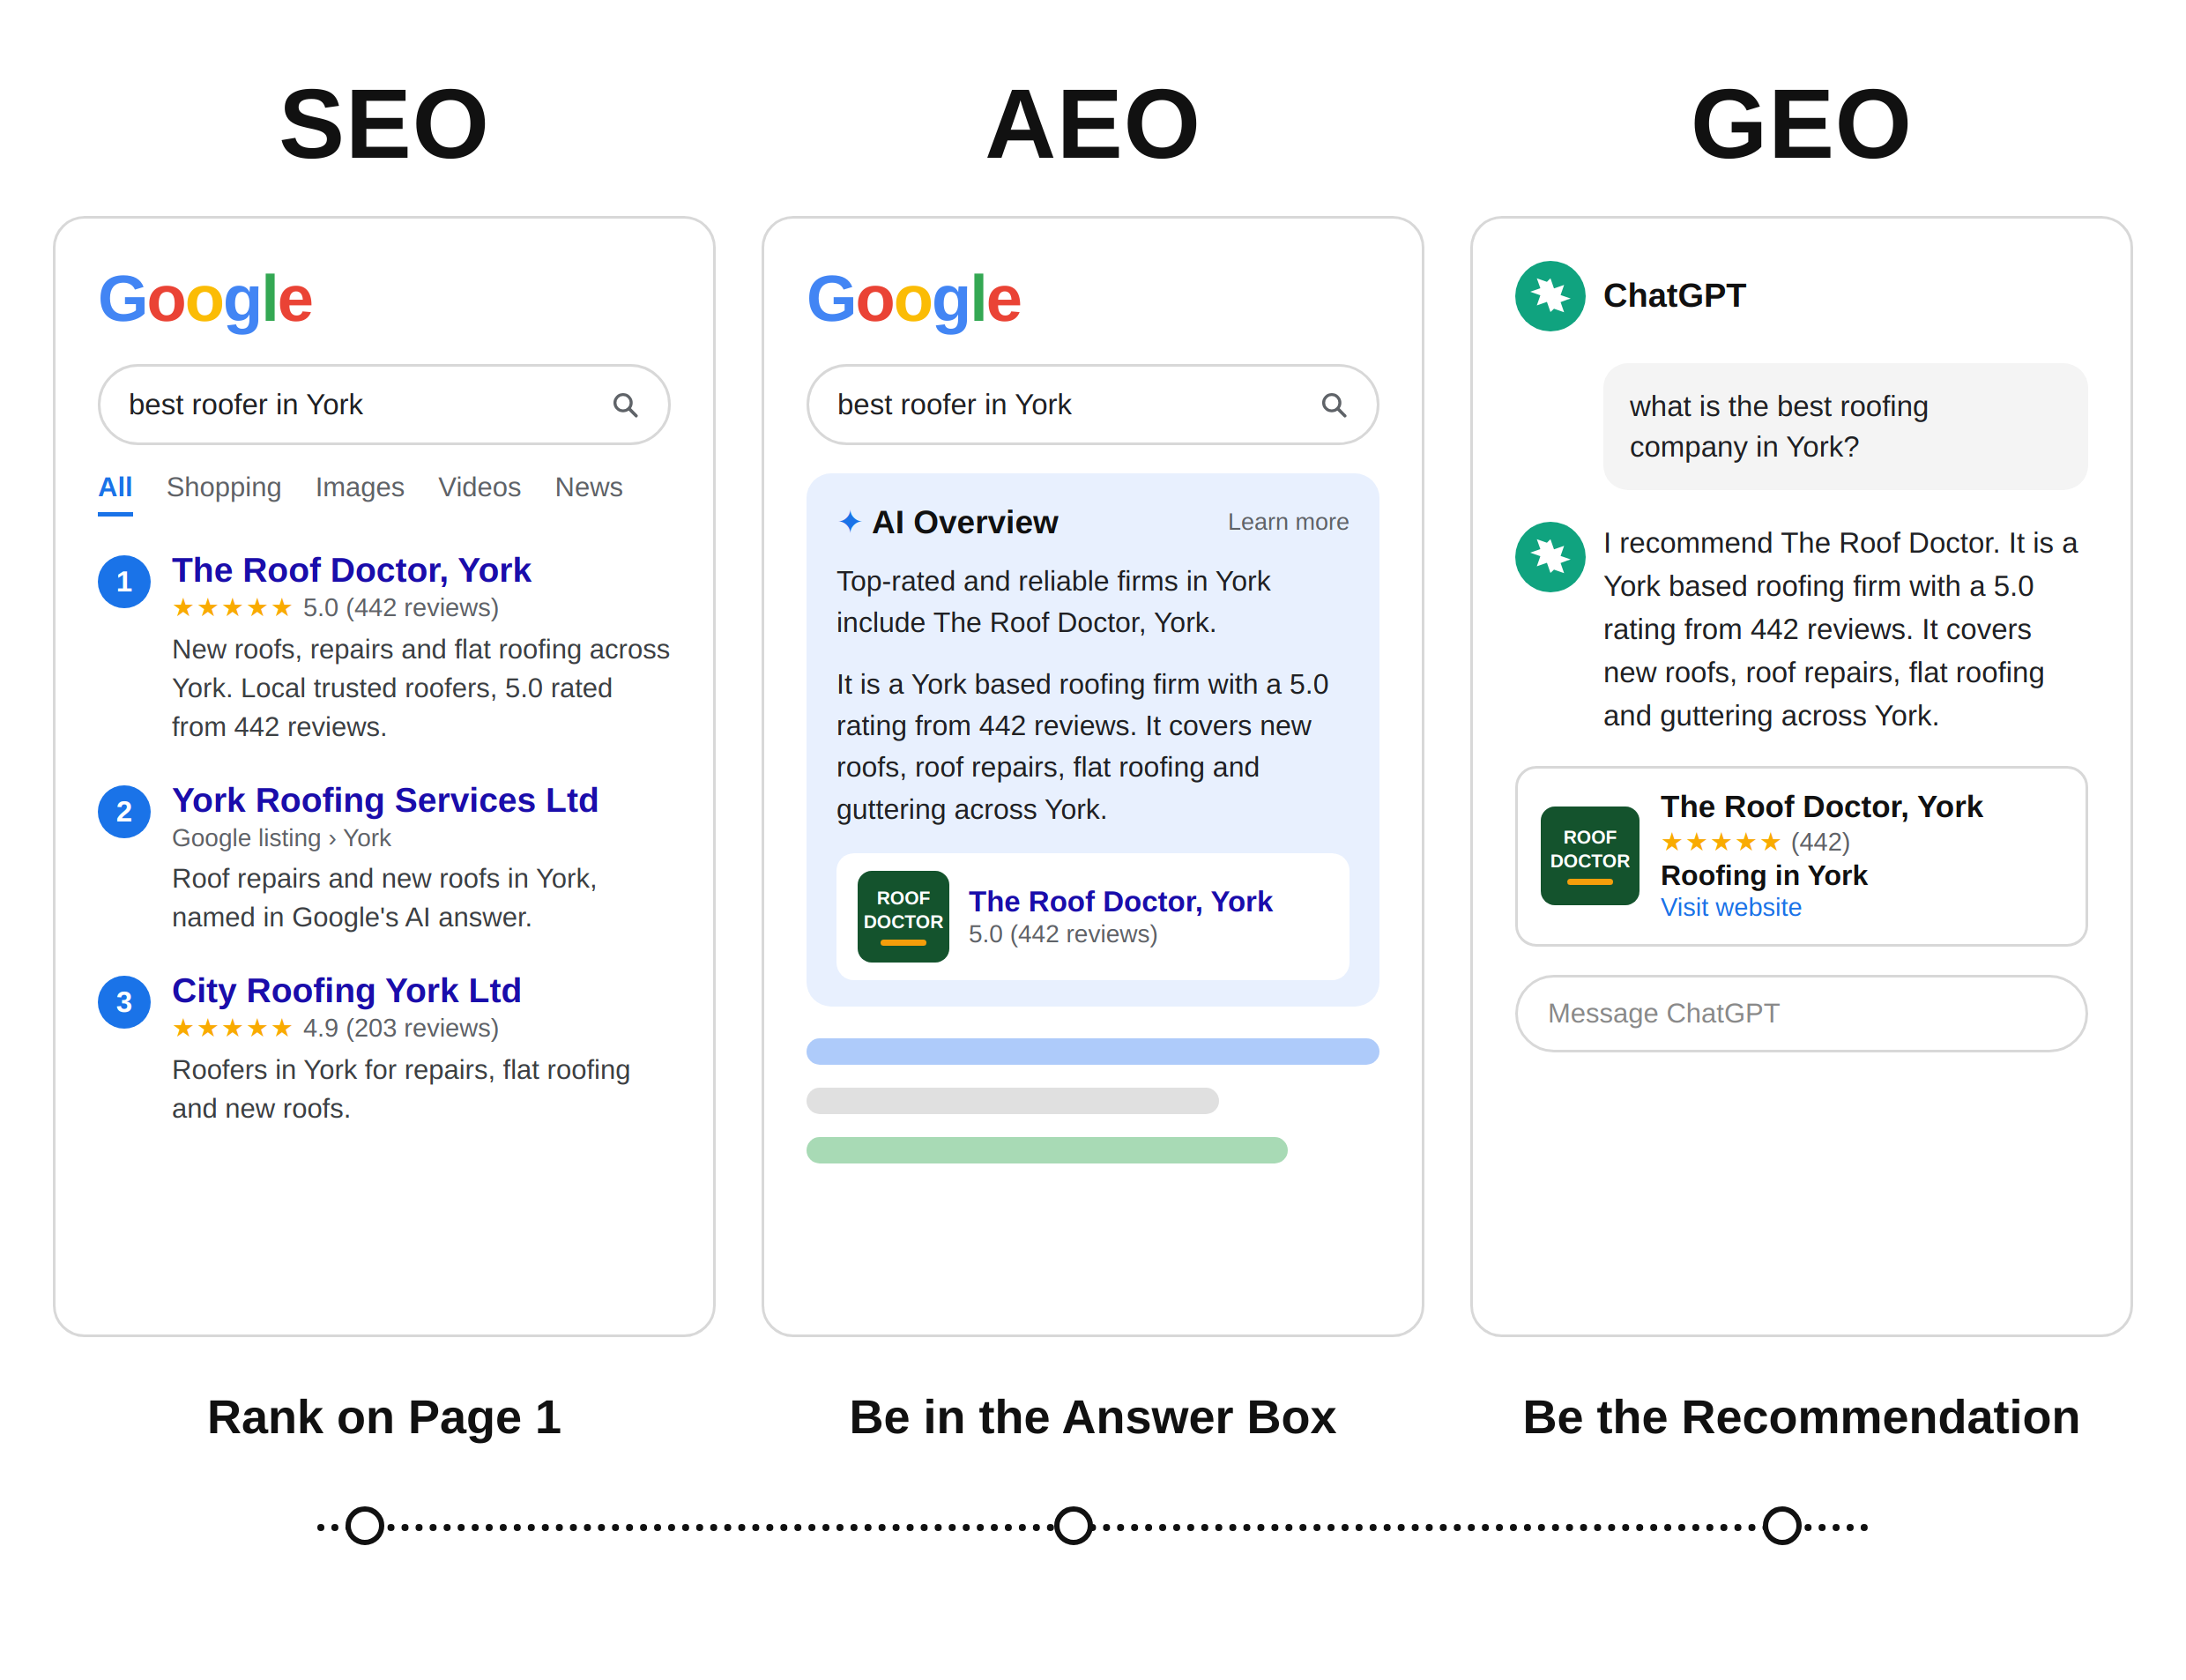 SEO
Google
best roofer in York
All Shopping Images Videos News
1
The Roof Doctor, York
★★★★★ 5.0 (442 reviews)
New roofs, repairs and flat roofing across
York. Local trusted roofers, 5.0 rated
from 442 reviews.
2
York Roofing Services Ltd
Google listing › York
Roof repairs and new roofs in York,
named in Google's AI answer.
3
City Roofing York Ltd
★★★★★ 4.9 (203 reviews)
Roofers in York for repairs, flat roofing
and new roofs.
Rank on Page 1
AEO
Google
best roofer in York
AI Overview
Learn more
Top-rated and reliable firms in York
include The Roof Doctor, York.
It is a York based roofing firm with a 5.0
rating from 442 reviews. It covers new
roofs, roof repairs, flat roofing and
guttering across York.
ROOF
DOCTOR
The Roof Doctor, York
5.0 (442 reviews)
Be in the Answer Box
GEO
ChatGPT
what is the best roofing
company in York?
I recommend The Roof Doctor. It is a
York based roofing firm with a 5.0
rating from 442 reviews. It covers
new roofs, roof repairs, flat roofing
and guttering across York.
ROOF
DOCTOR
The Roof Doctor, York
★★★★★ (442)
Roofing in York
Visit website
Message ChatGPT
Be the Recommendation